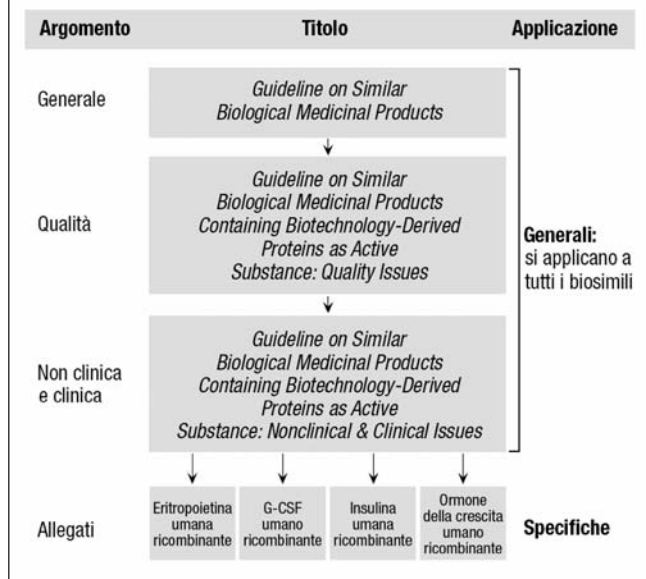 Argomento Titolo Applicazione
Generale
Guideline on Similar
Biological Medicinal Products
Qualità
Guideline on Similar
Biological Medicinal Products
Containing Biotechnology-Derived
Proteins as Active
Substance: Quality Issues
Generali:
si applicano a
tutti i biosimili
Non clinica
e clinica
Guideline on Similar
Biological Medicinal Products
Containing Biotechnology-Derived
Proteins as Active
Substance: Nonclinical & Clinical Issues
Allegati
Eritropoietina
umana
ricombinante
G-CSF
umano
ricombinante
Insulina
umana
ricombinante
Ormone
della crescita
umano
ricombinante
Specifiche